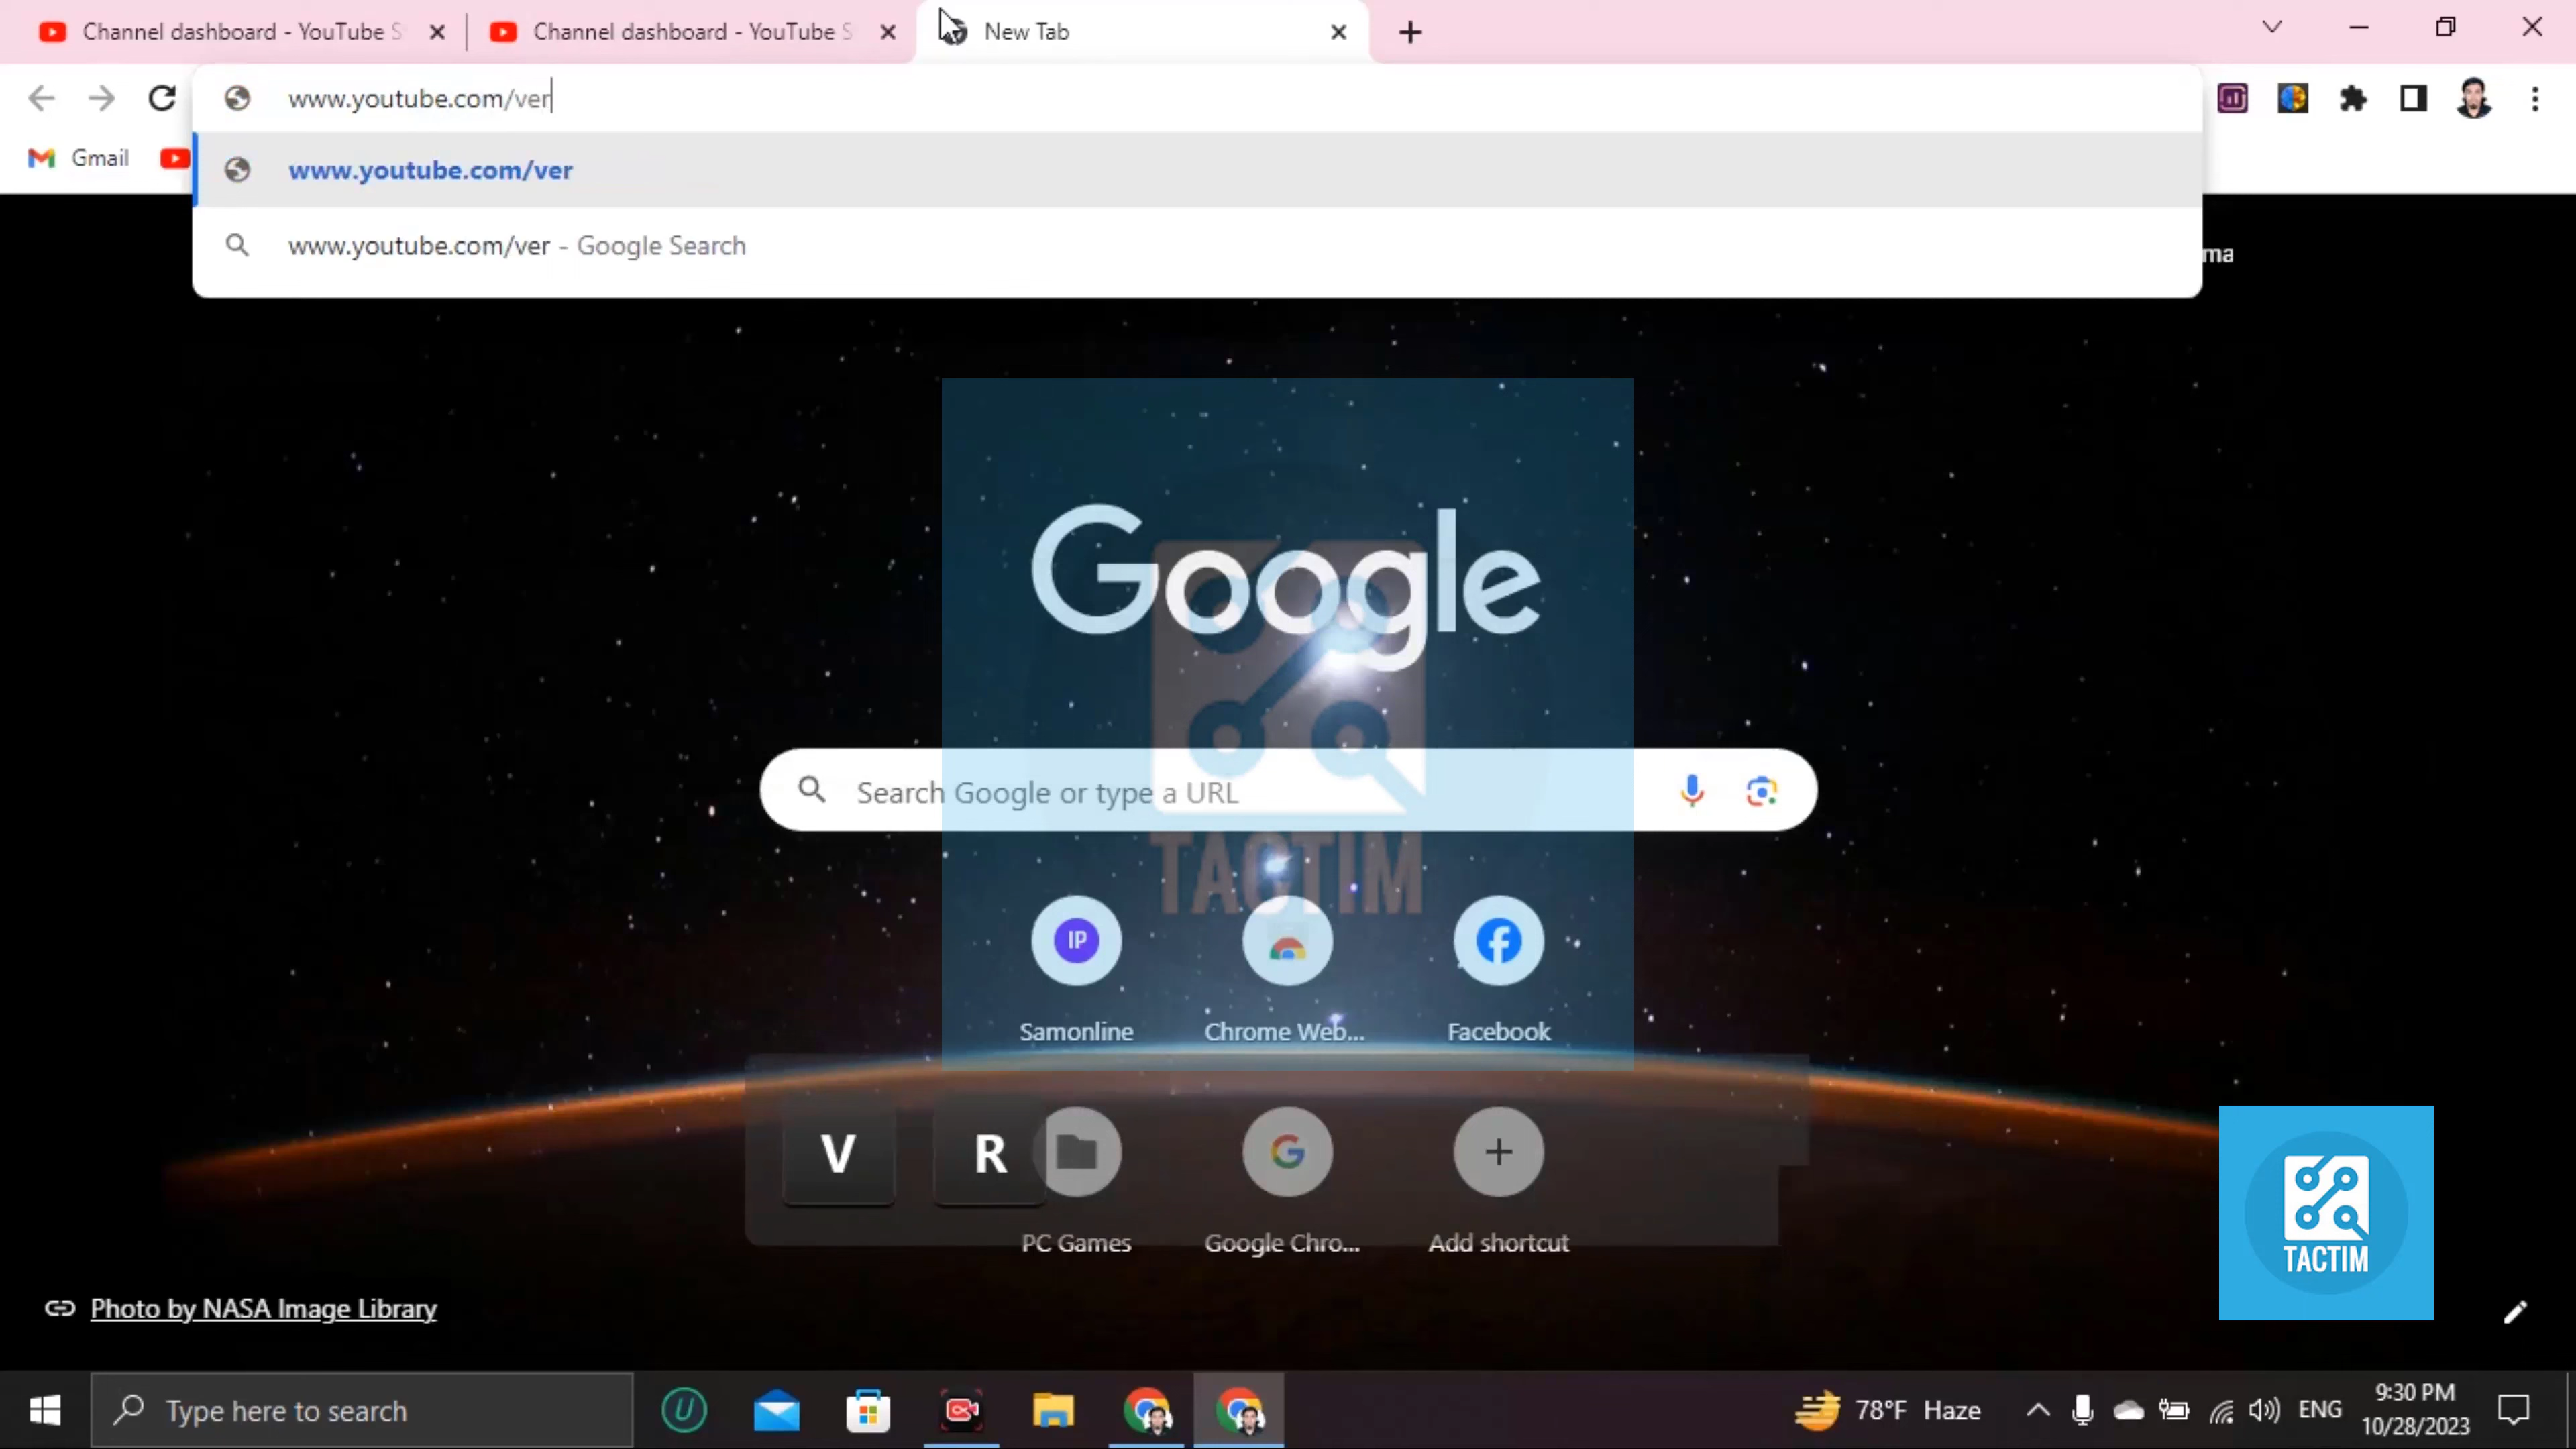 Channel dashboard - YouTube S
Channel dashboard - YouTube S
New Tab
www.youtube.com/ver
Gmail
www.youtube.com/ver
www.youtube.com/ver - Google Search
ma
Google
Search Google or type a URL
TACTIM
IP
Samonline
Chrome Web...
Facebook
V
R
PC Games
Google Chro...
Add shortcut
TACTIM
Photo by NASA Image Library
Type here to search
78°F Haze
ENG
9:30 PM
10/28/2023